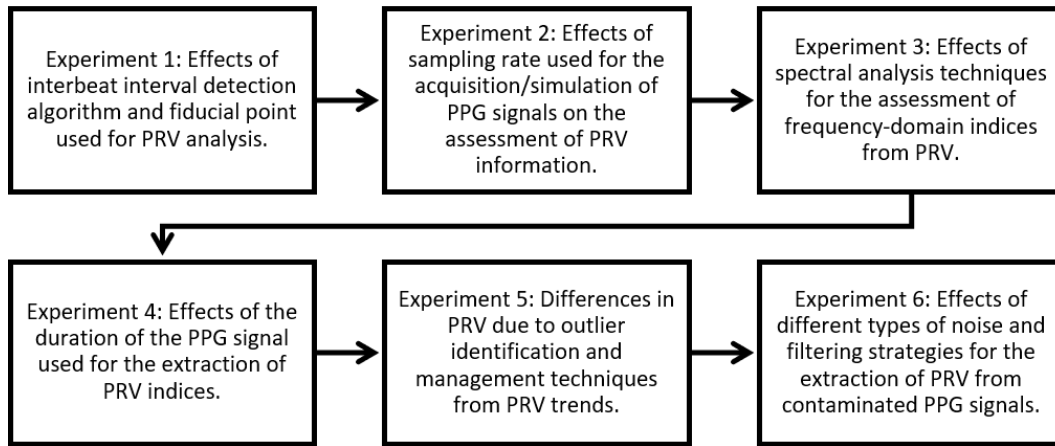 Experiment 1: Effects of
interbeat interval detection
algorithm and fiducial point
used for PRV analysis.
Experiment 2: Effects of
sampling rate used for the
acquisition/simulation of
PPG signals on the
assessment of PRV
information.
Experiment 3: Effects of
spectral analysis techniques
for the assessment of
frequency-domain indices
from PRV.
Experiment 4: Effects of the
duration of the PPG signal
used for the extraction of
PRV indices.
Experiment 5: Differences in
PRV due to outlier
identification and
management techniques
from PRV trends.
Experiment 6: Effects of
different types of noise and
filtering strategies for the
extraction of PRV from
contaminated PPG signals.